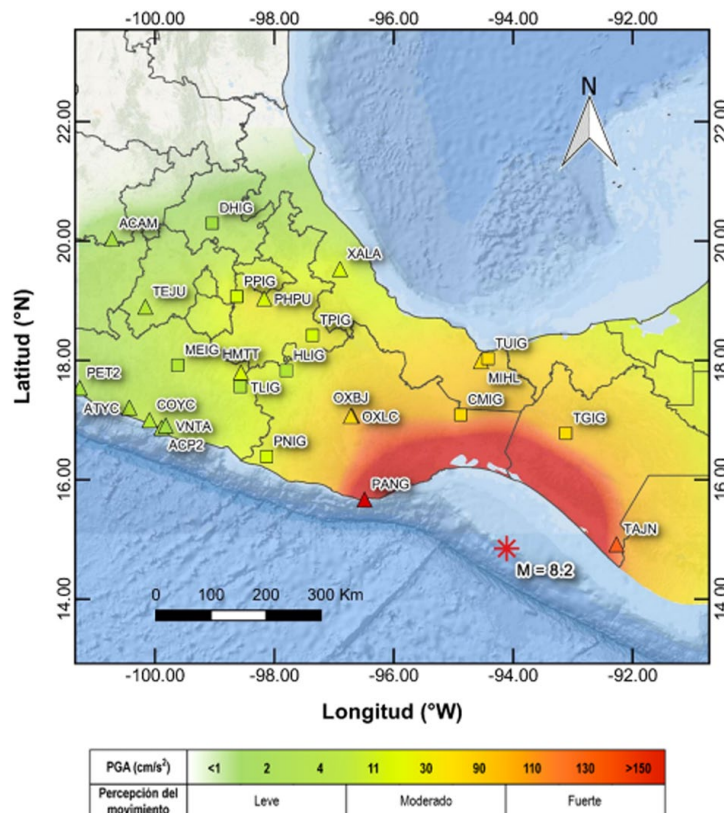 -100.00 -98.00 -96.00 -94.00 -92.00
N
22.00
22.00
DHIG
ACAM
20.00
20.00
XALA
PPIG
TEJU
PHPU
TPIG
TUIG
18.00
18.00
MEIG HMTT HLIG
MIHL
PET2
TLIG
OXBJ
CMIG
ATYC COYC
OXLC
TGIG
VNTA
ACP2
PNIG
16.00
16.00
PANG
TAJN
M = 8.2
14.00
14.00
0 100 200 300 Km
-100.00 -98.00 -96.00 -94.00 -92.00
Latitud (°N)
Longitud (°W)
PGA (cm/s²) <1 2 4 11 30 90 110 130 >150
Percepción del movimiento Leve Moderado Fuerte